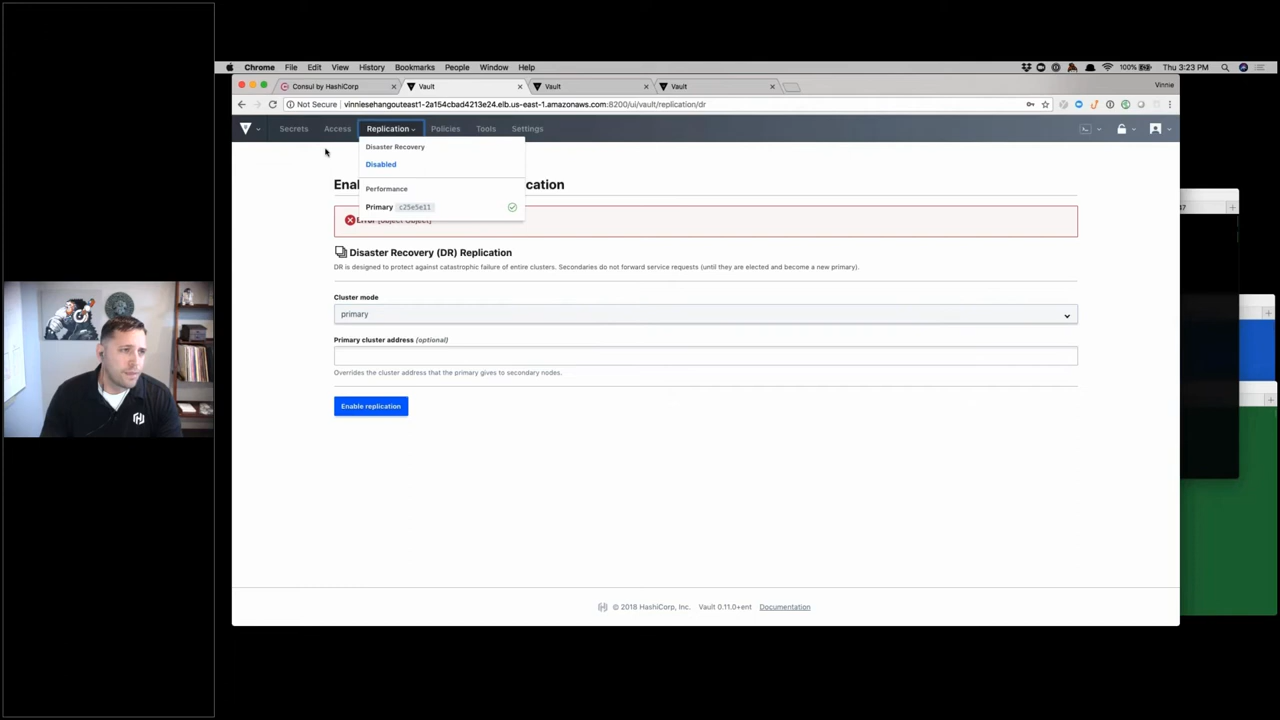 Chrome File Edit View History Bookmarks People Window Help
100% Thu 3:23 PM
Consul by HashiCorp
Vault
Vault
Vault
Vinnie
Not Secure vinniesehangouteast1-2a154cbad4213e24.elb.us-east-1.amazonaws.com:8200/ui/vault/replication/dr
Secrets Access Replication Policies Tools Settings
Disaster Recovery
Disabled
Performance
Primary c25e5e11
Error [object Object]
Disaster Recovery (DR) Replication
DR is designed to protect against catastrophic failure of entire clusters. Secondaries do not forward service requests (until they are elected and become a new primary).
Cluster mode
primary
Primary cluster address (optional)
Overrides the cluster address that the primary gives to secondary nodes.
Enable replication
© 2018 HashiCorp, Inc. Vault 0.11.0+ent Documentation